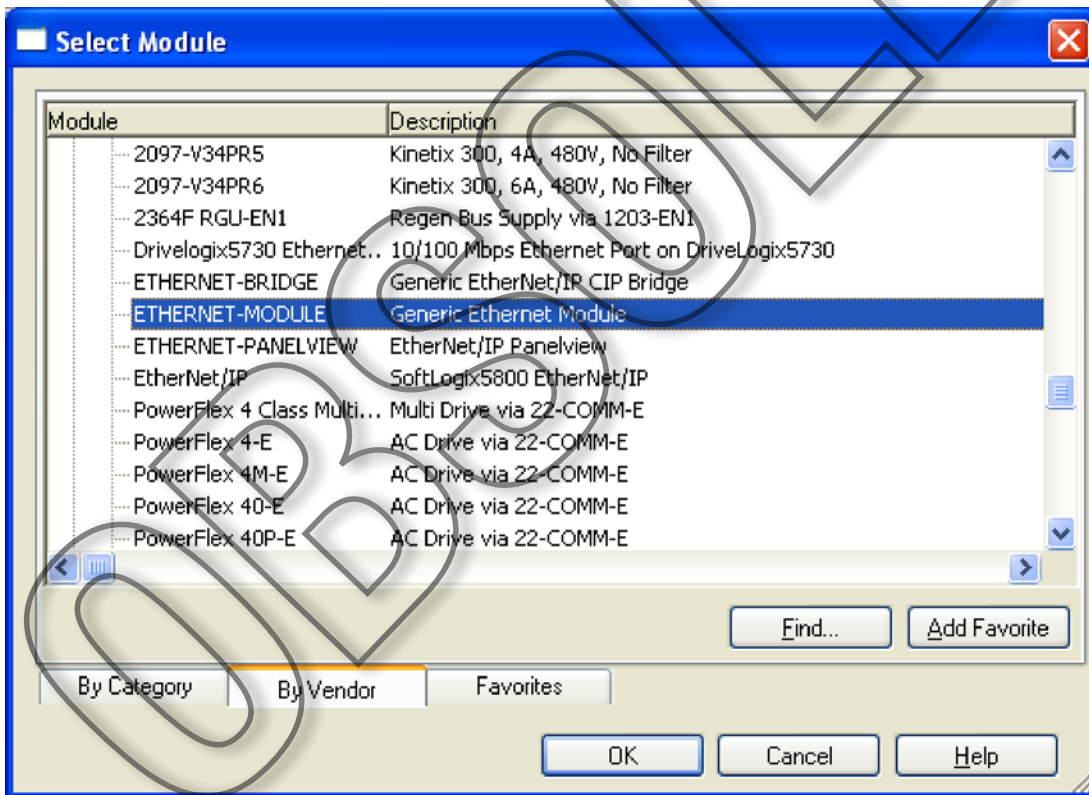 Select Module
Module Description
2097-V34PR5 Kinetix 300, 4A, 480V, No Filter
2097-V34PR6 Kinetix 300, 6A, 480V, No Filter
2364F RGU-EN1 Regen Bus Supply via 1203-EN1
Drivelogix5730 Ethernet... 10/100 Mbps Ethernet Port on DriveLogix5730
ETHERNET-BRIDGE Generic EtherNet/IP CIP Bridge
ETHERNET-MODULE Generic Ethernet Module
ETHERNET-PANELVIEW EtherNet/IP Panelview
EtherNet/IP SoftLogix5800 EtherNet/IP
PowerFlex 4 Class Multi... Multi Drive via 22-COMM-E
PowerFlex 4-E AC Drive via 22-COMM-E
PowerFlex 4M-E AC Drive via 22-COMM-E
PowerFlex 40-E AC Drive via 22-COMM-E
PowerFlex 40P-E AC Drive via 22-COMM-E
Find... Add Favorite
By Category By Vendor Favorites
OK Cancel Help